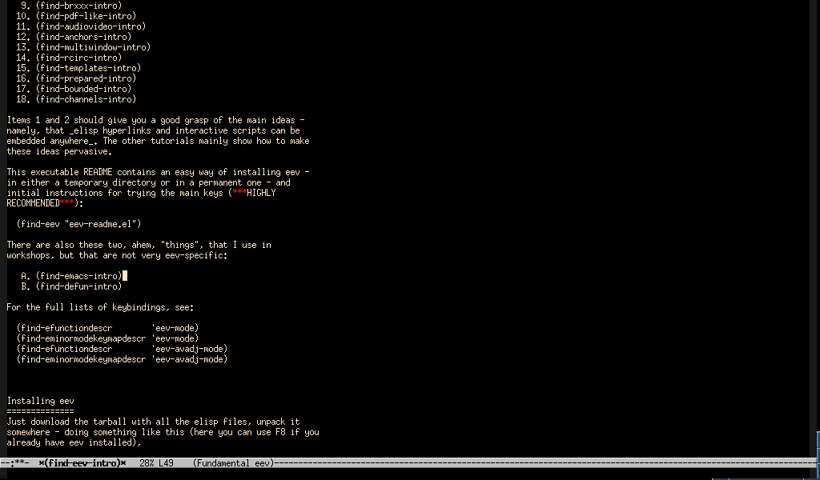 9. (find-brxxx-intro)
10. (find-pdf-like-intro)
11. (find-audiovideo-intro)
12. (find-anchors-intro)
13. (find-multiwindow-intro)
14. (find-rcirc-intro)
15. (find-templates-intro)
16. (find-prepared-intro)
17. (find-bounded-intro)
18. (find-channels-intro)
Items 1 and 2 should give you a good grasp of the main ideas -
namely, that _elisp hyperlinks and interactive scripts can be
embedded anywhere_. The other tutorials mainly show how to make
these ideas pervasive.
This executable README contains an easy way of installing eev -
in either a temporary directory or in a permanent one - and
initial instructions for trying the main keys (***HIGHLY
RECOMMENDED***):
(find-eev "eev-readme.el")
There are also these two, ahem, "things", that I use in
workshops, but that are not very eev-specific:
A. (find-emacs-intro)
B. (find-defun-intro)
For the full lists of keybindings, see:
(find-efunctiondescr 'eev-mode)
(find-eminormodekeymapdescr 'eev-mode)
(find-efunctiondescr 'eev-avadj-mode)
(find-eminormodekeymapdescr 'eev-avadj-mode)
Installing eev
==============
Just download the tarball with all the elisp files, unpack it
somewhere - doing something like this (here you can use F8 if you
already have eev installed),
--:**- *(find-eev-intro)* 28% L49 (Fundamental eev)